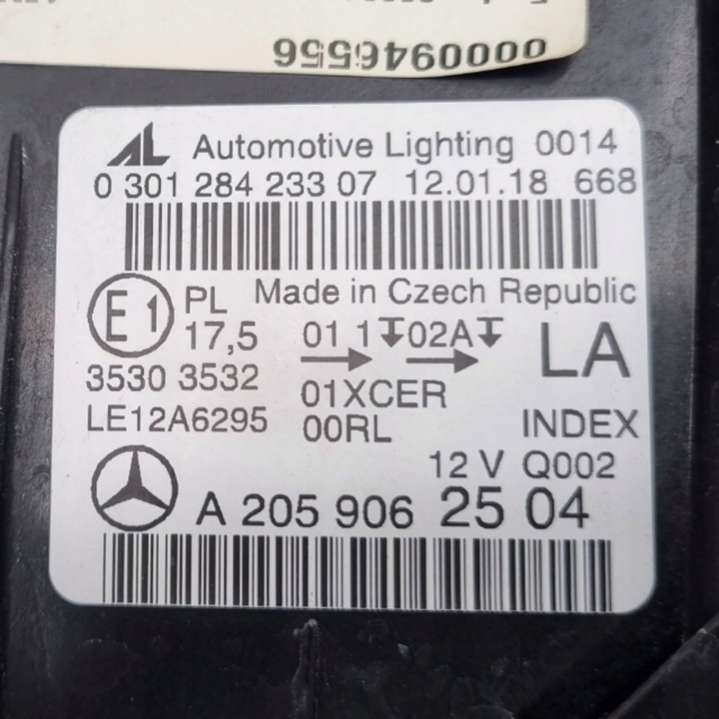 0000946556
AL Automotive Lighting 0014
0 301 284 233 07 12.01.18 668
E1 PL Made in Czech Republic
17,5 01 1 02A LA
3530 3532 01XCER
LE12A6295 00RL INDEX
12 V Q002
A 205 906 25 04